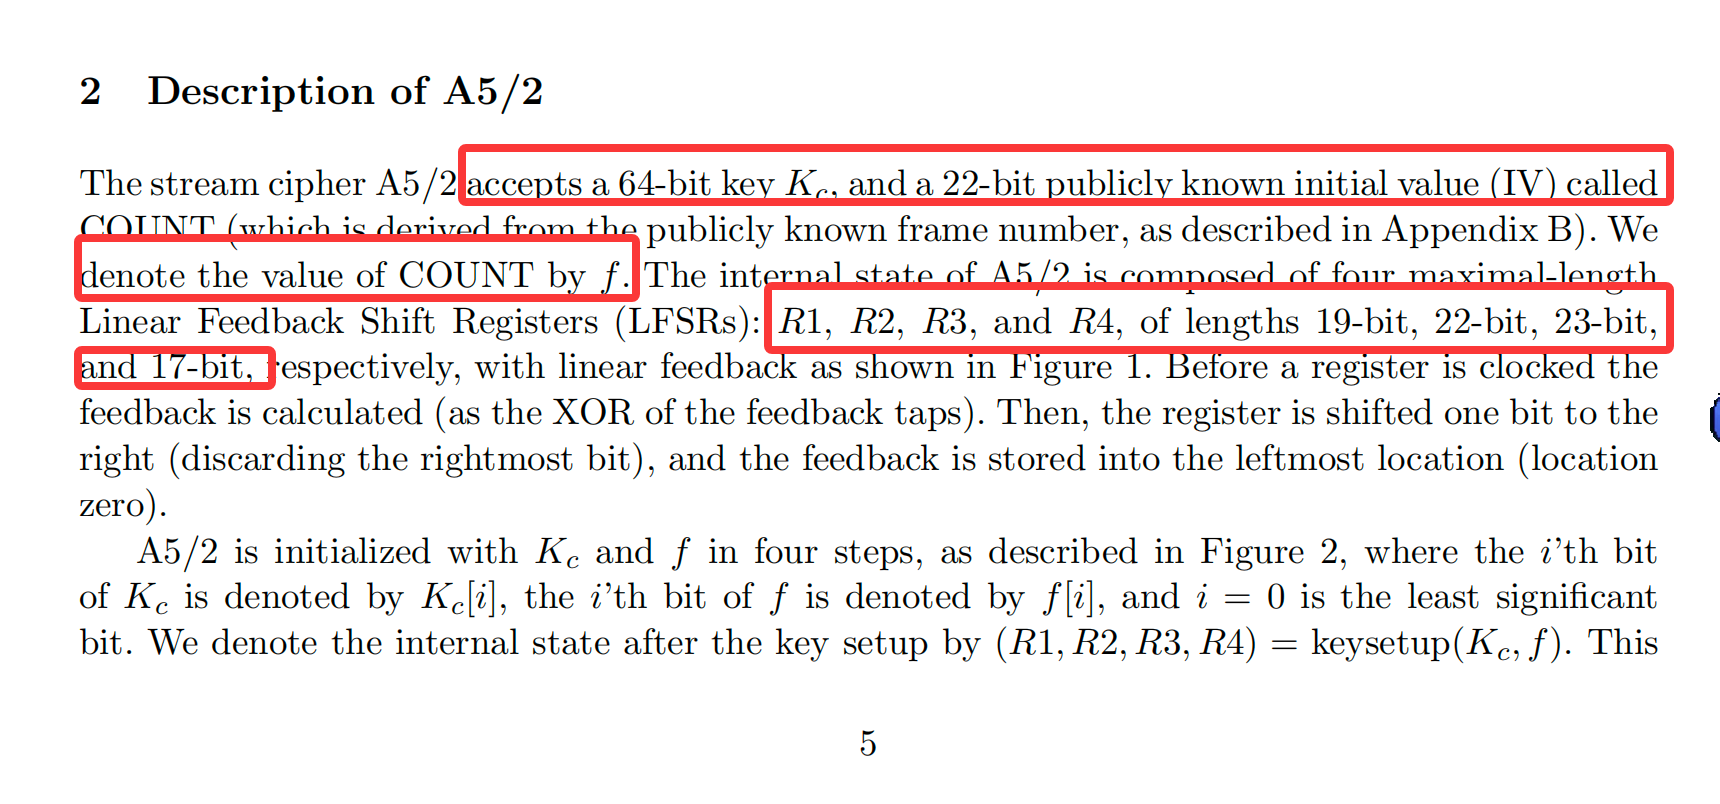 2 Description of A5/2
The stream cipher A5/2 accepts a 64-bit key Kc, and a 22-bit publicly known initial value (IV) called
COUNT (which is derived from the publicly known frame number, as described in Appendix B). We
denote the value of COUNT by f. The internal state of A5/2 is composed of four maximal-length
Linear Feedback Shift Registers (LFSRs): R1, R2, R3, and R4, of lengths 19-bit, 22-bit, 23-bit,
and 17-bit, respectively, with linear feedback as shown in Figure 1. Before a register is clocked the
feedback is calculated (as the XOR of the feedback taps). Then, the register is shifted one bit to the
right (discarding the rightmost bit), and the feedback is stored into the leftmost location (location
zero).
A5/2 is initialized with Kc and f in four steps, as described in Figure 2, where the i'th bit
of Kc is denoted by Kc[i], the i'th bit of f is denoted by f[i], and i = 0 is the least significant
bit. We denote the internal state after the key setup by (R1, R2, R3, R4) = keysetup(Kc, f). This
5